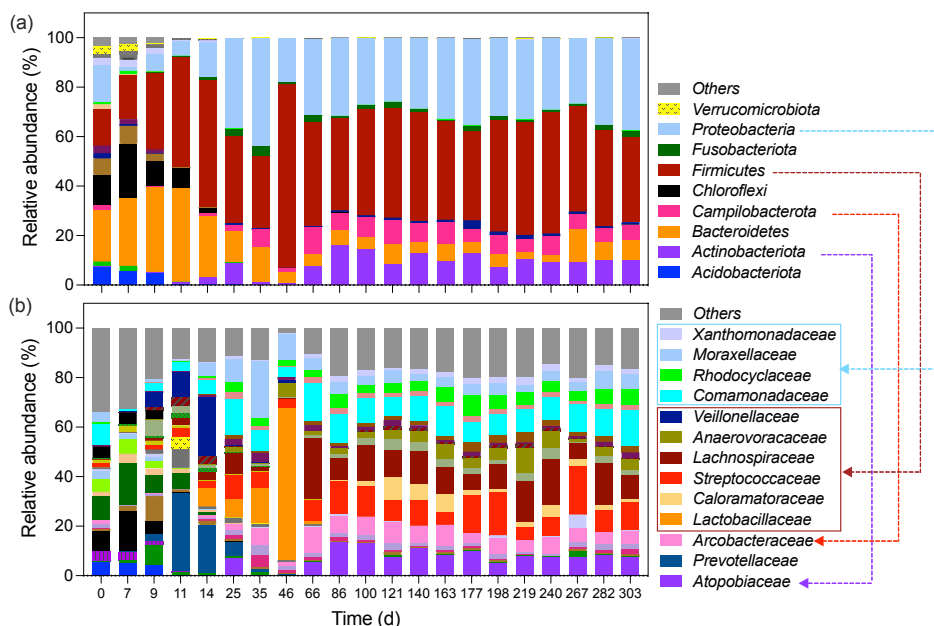 (a)
Relative abundance (%)
100
80
60
40
20
0
Others
Verrucomicrobiota
Proteobacteria
Fusobacteriota
Firmicutes
Chloroflexi
Campilobacterota
Bacteroidetes
Actinobacteriota
Acidobacteriota
(b)
Relative abundance (%)
100
80
60
40
20
0
0 7 9 11 14 25 35 46 66 86 100 121 140 163 177 198 219 240 267 282 303
Time (d)
Others
Xanthomonadaceae
Moraxellaceae
Rhodocyclaceae
Comamonadaceae
Veillonellaceae
Anaerovoracaceae
Lachnospiraceae
Streptococcaceae
Caloramatoraceae
Lactobacillaceae
Arcobacteraceae
Prevotellaceae
Atopobiaceae